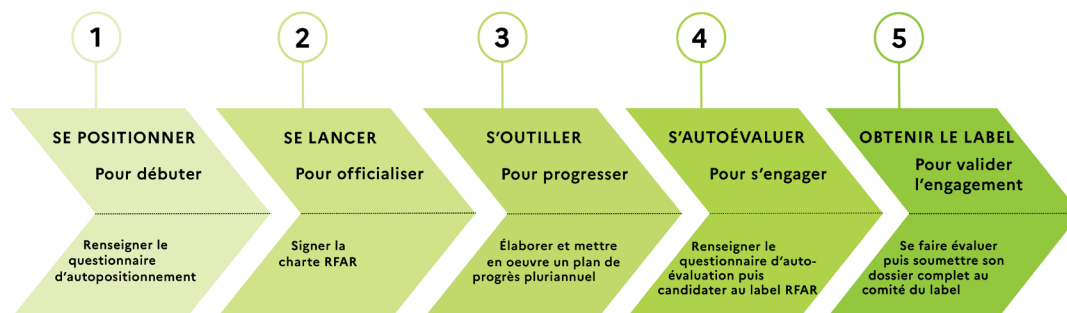 1
SE POSITIONNER
Pour débuter
Renseigner le
questionnaire
d'autopositionnement
2
SE LANCER
Pour officialiser
Signer la
charte RFAR
3
S'OUTILLER
Pour progresser
Élaborer et mettre
en oeuvre un plan de
progrès pluriannuel
4
S'AUTOÉVALUER
Pour s'engager
Renseigner le
questionnaire d'auto-
évaluation puis
candidater au label RFAR
5
OBTENIR LE LABEL
Pour valider
l'engagement
Se faire évaluer
puis soumettre son
dossier complet au
comité du label